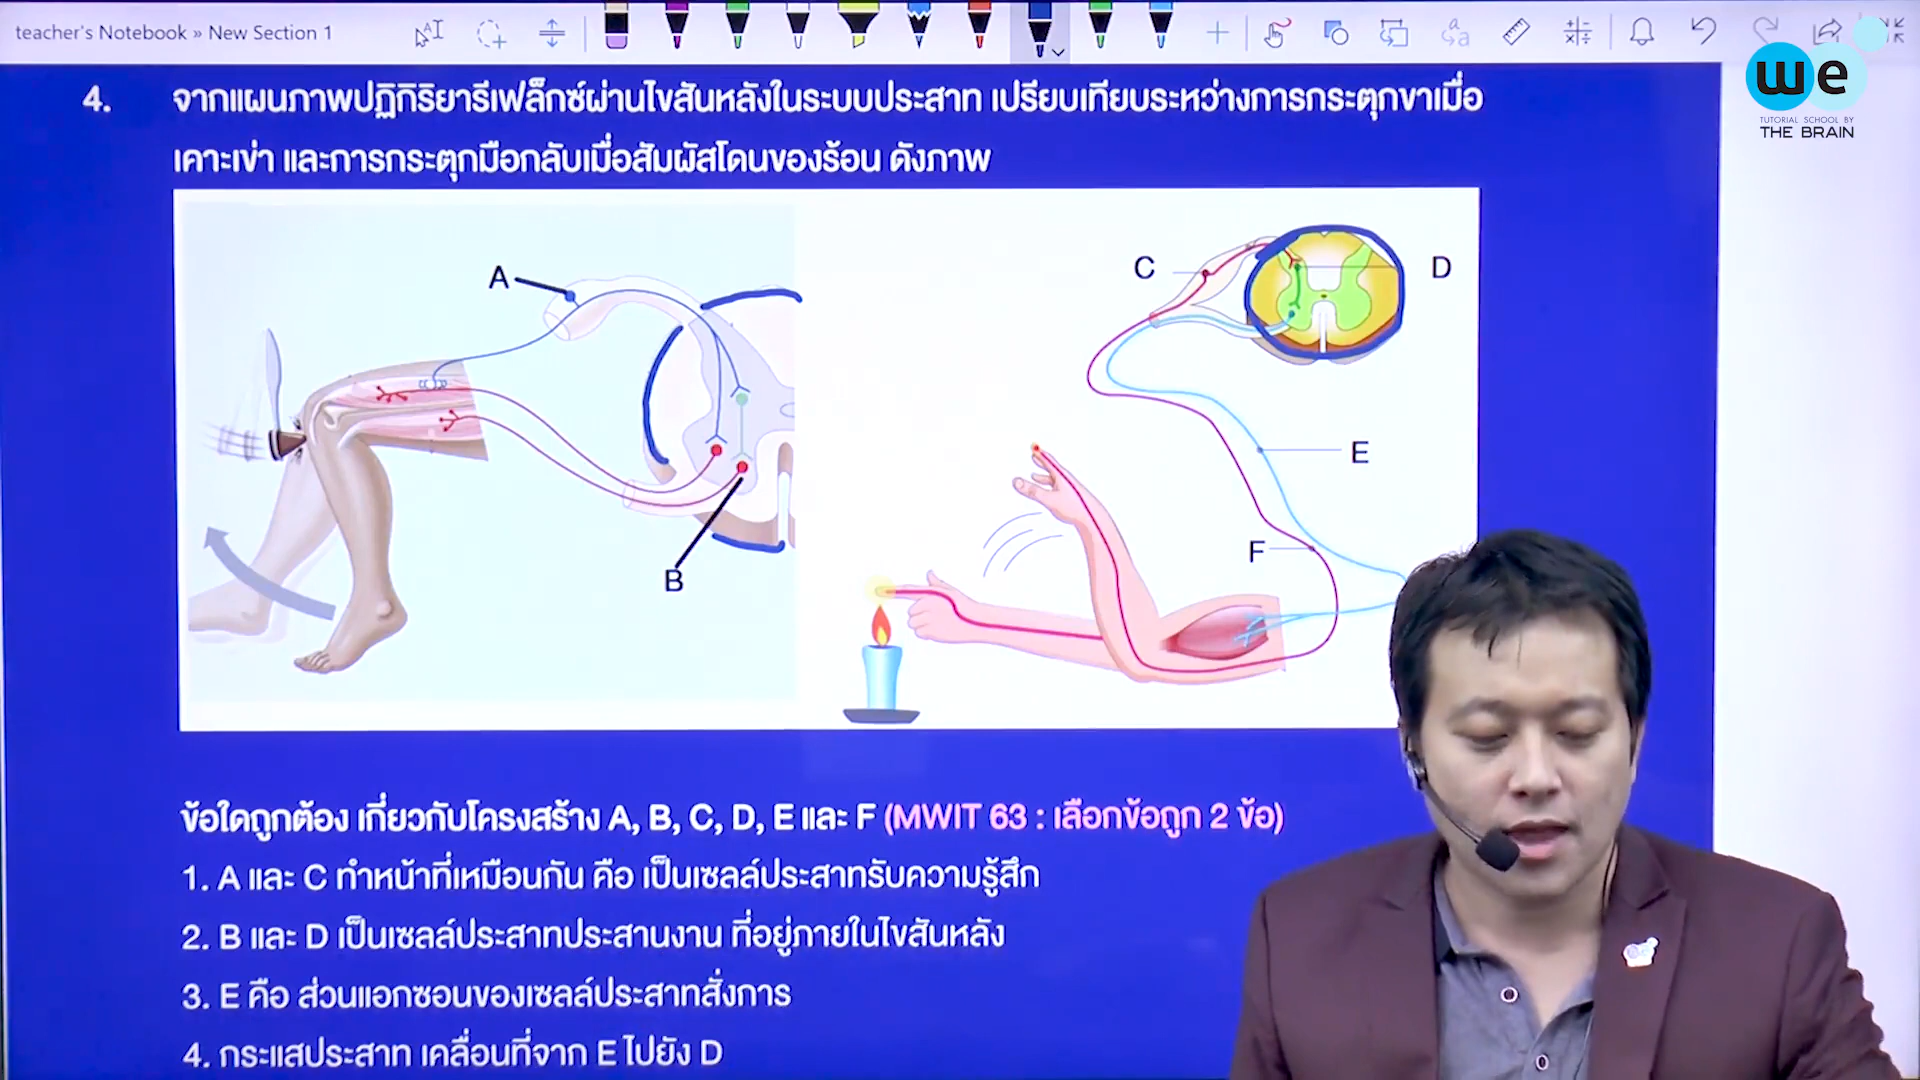 teacher's Notebook » New Section 1
we
TUTORIAL SCHOOL BY
THE BRAIN
4. จากแผนภาพปฏิกิริยารีเฟล็กซ์ผ่านไขสันหลังในระบบประสาท เปรียบเทียบระหว่างการกระตุกขาเมื่อ
เคาะเข่า และการกระตุกมือกลับเมื่อสัมผัสโดนของร้อน ดังภาพ
A
B
C
D
E
F
ข้อใดถูกต้อง เกี่ยวกับโครงสร้าง A, B, C, D, E และ F (MWIT 63 : เลือกข้อถูก 2 ข้อ)
1. A และ C ทำหน้าที่เหมือนกัน คือ เป็นเซลล์ประสาทรับความรู้สึก
2. B และ D เป็นเซลล์ประสาทประสานงาน ที่อยู่ภายในไขสันหลัง
3. E คือ ส่วนแอกซอนของเซลล์ประสาทสั่งการ
4. กระแสประสาท เคลื่อนที่จาก E ไปยัง D